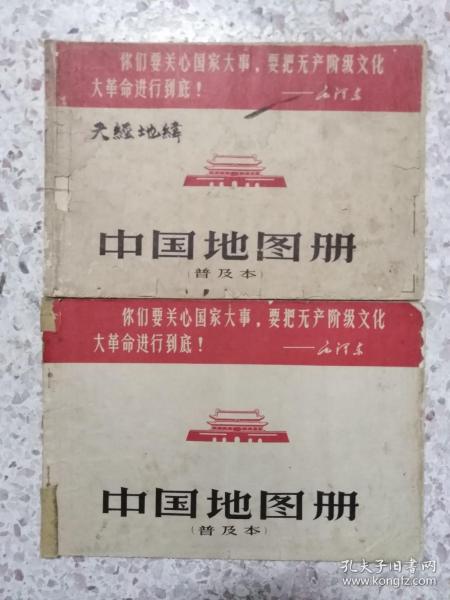 你们要关心国家大事，要把无产阶级文化
大革命进行到底！
——毛泽东
天經地緯
中国地图册
（普及本）
你们要关心国家大事，要把无产阶级文化
大革命进行到底！
——毛泽东
中国地图册
（普及本）
孔夫子旧书网
www.kongfz.com